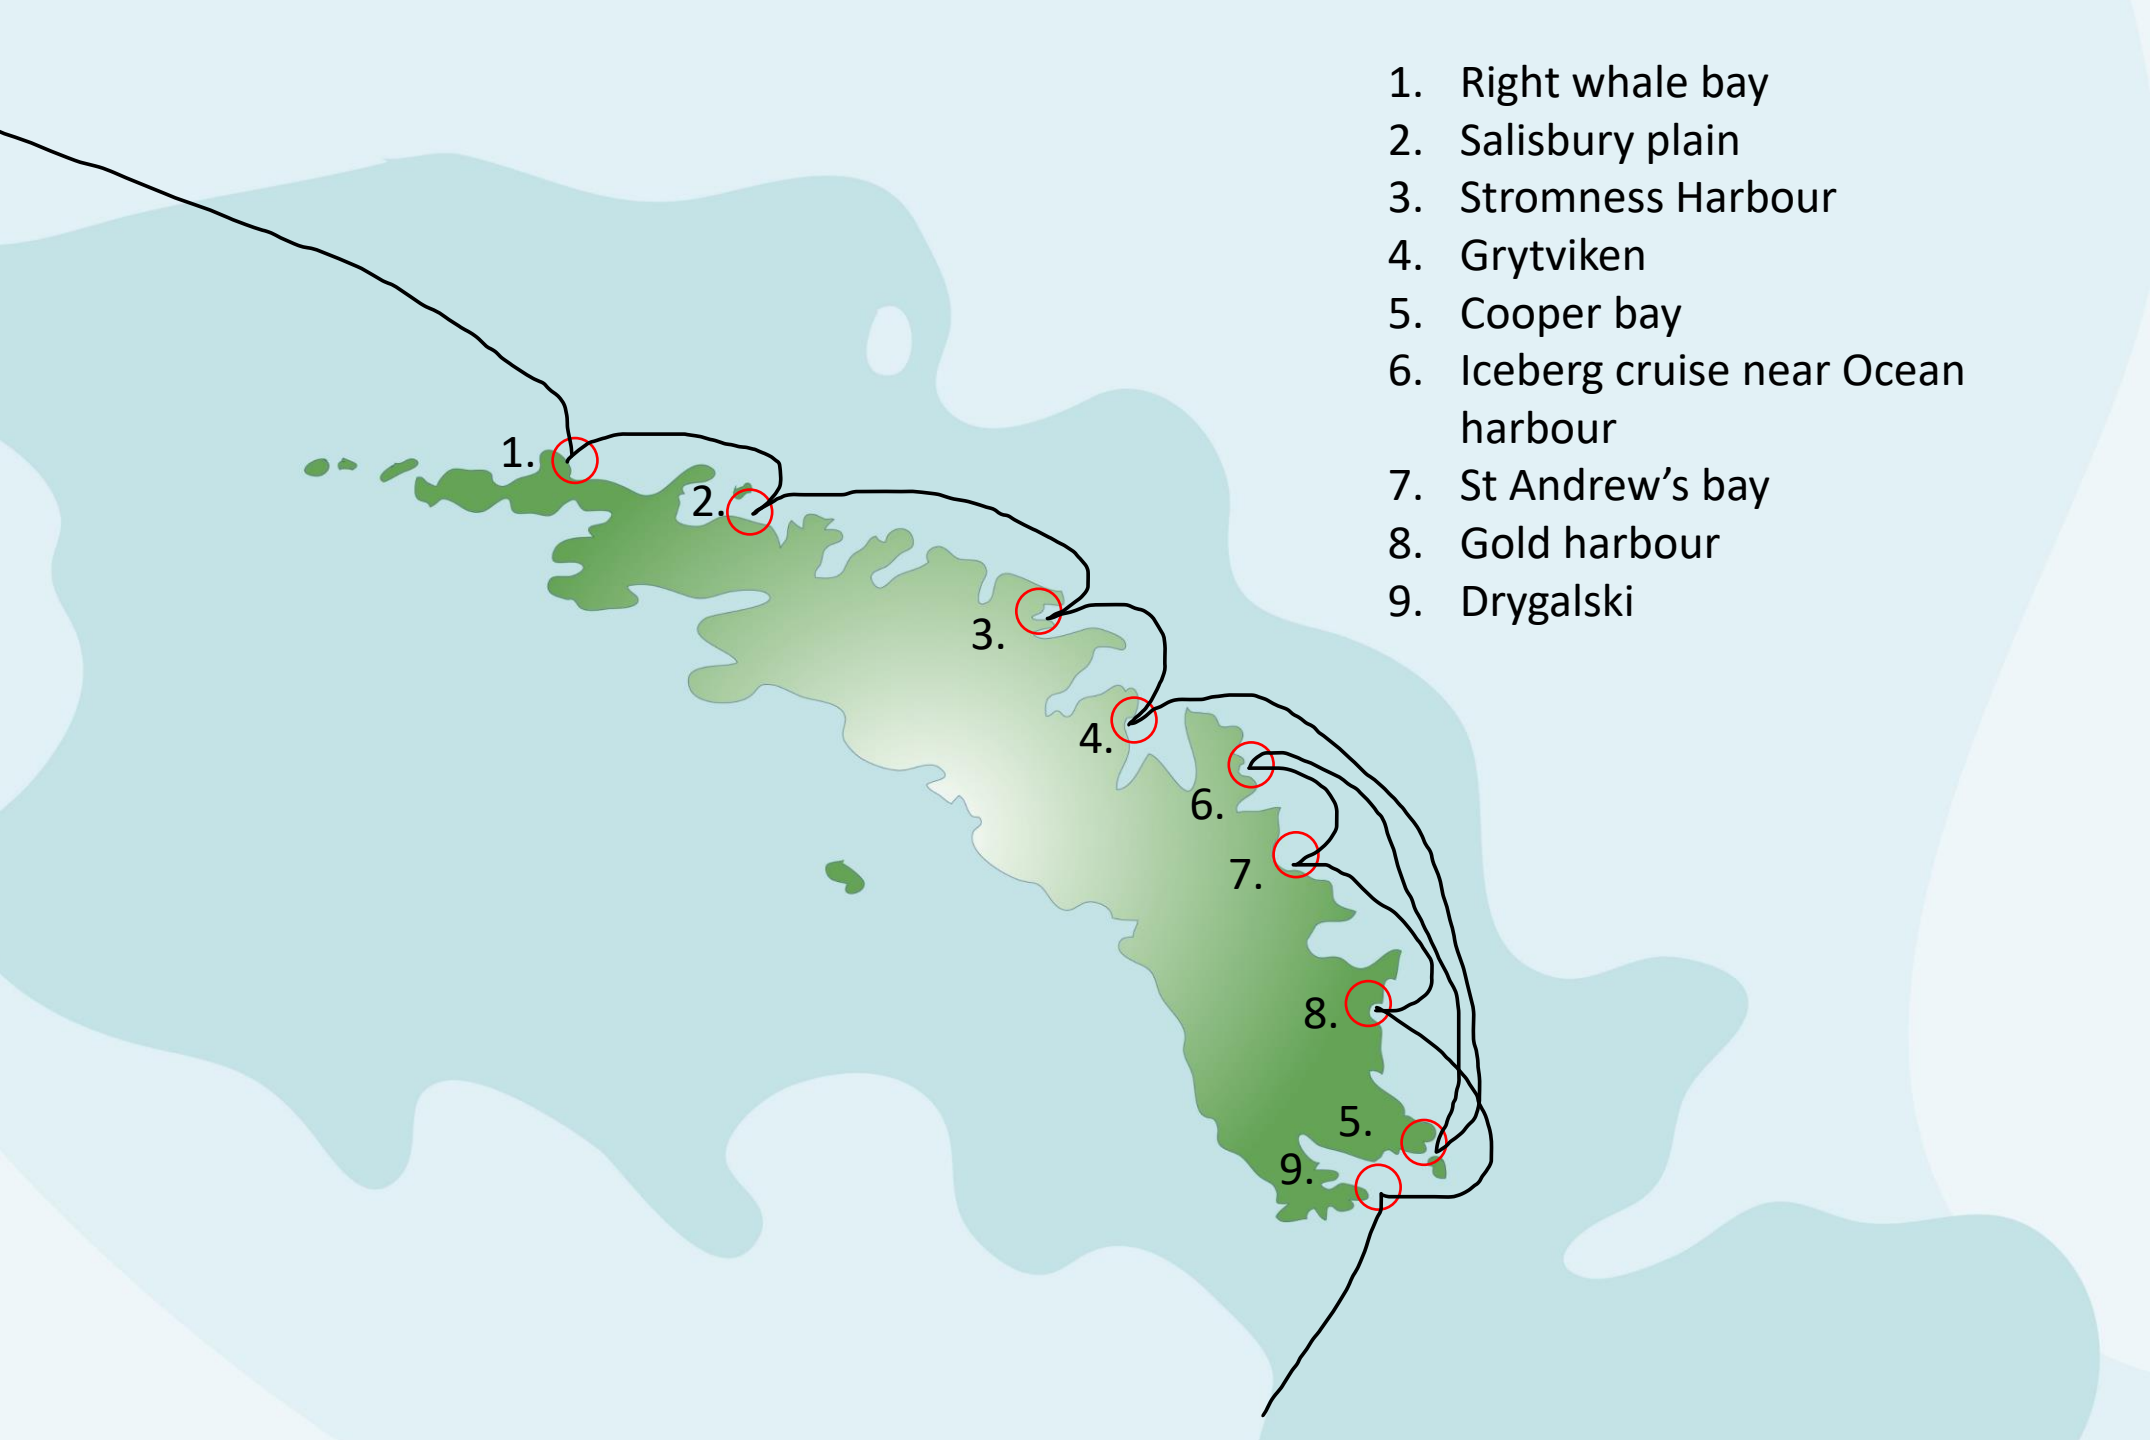 1. Right whale bay
2. Salisbury plain
3. Stromness Harbour
4. Grytviken
5. Cooper bay
6. Iceberg cruise near Ocean
harbour
7. St Andrew’s bay
8. Gold harbour
9. Drygalski
1.
2.
3.
4.
6.
7.
8.
5.
9.